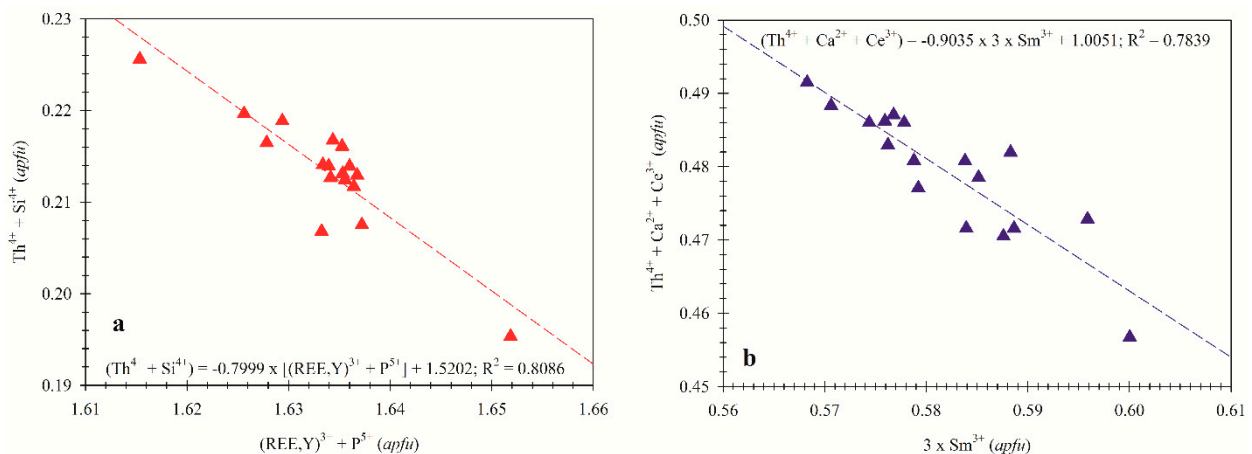 0.23
0.22
0.21
0.20
0.19
Th⁴⁺ + Si⁴⁺ (apfu)
a
(Th⁴ + Si⁴⁺) = -0.7999 x [(REE,Y)³⁺ + P⁵⁺] + 1.5202; R² = 0.8086
1.61 1.62 1.63 1.64 1.65 1.66
(REE,Y)³⁺ + P⁵⁺ (apfu)
0.50
0.49
0.48
0.47
0.46
0.45
Th⁴⁺ + Ca²⁺ + Ce³⁺ (apfu)
(Th⁴⁺ + Ca²⁺ + Ce³⁺) – -0.9035 x 3 x Sm³⁺ + 1.0051; R² – 0.7839
b
0.56 0.57 0.58 0.59 0.60 0.61
3 x Sm³⁺ (apfu)